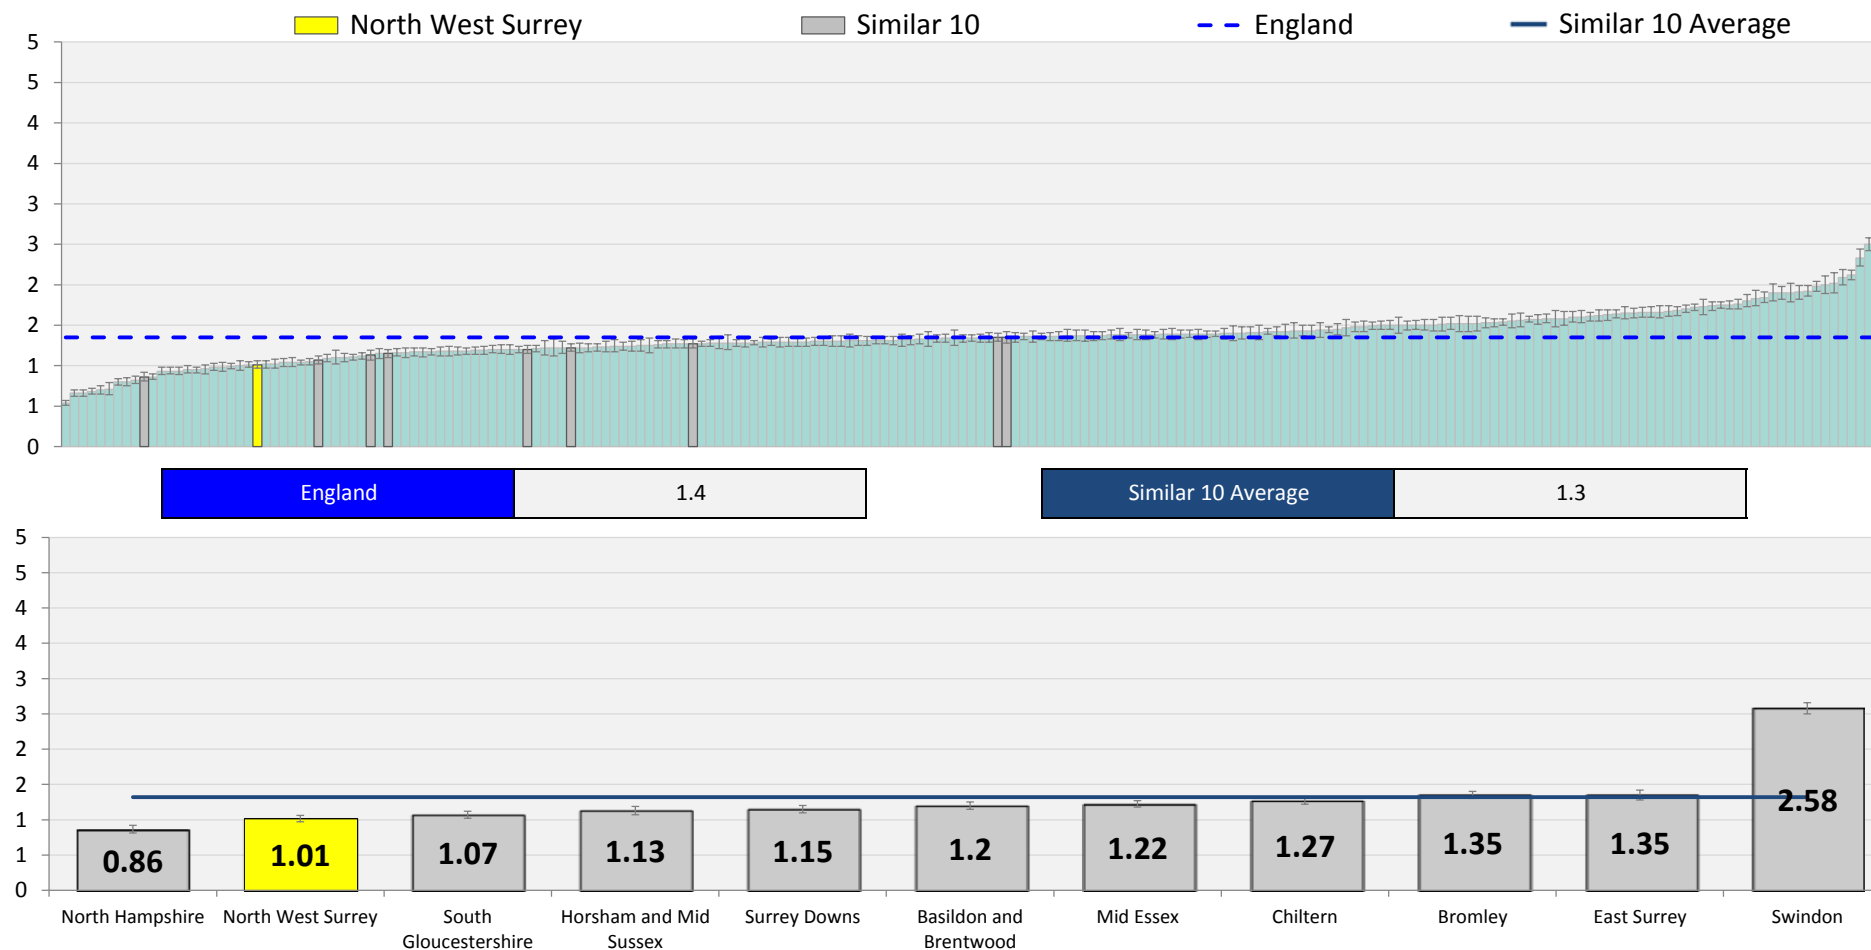 North West Surrey Similar 10 England Similar 10 Average
5
5
4
4
3
3
2
2
1
1
0
England 1.4 Similar 10 Average 1.3
5
5
4
4
3
3
2
2
1
1
0
0.86 1.01 1.07 1.13 1.15 1.2 1.22 1.27 1.35 1.35 2.58
North Hampshire
North West Surrey
South
Gloucestershire
Horsham and Mid
Sussex
Surrey Downs
Basildon and
Brentwood
Mid Essex
Chiltern
Bromley
East Surrey
Swindon